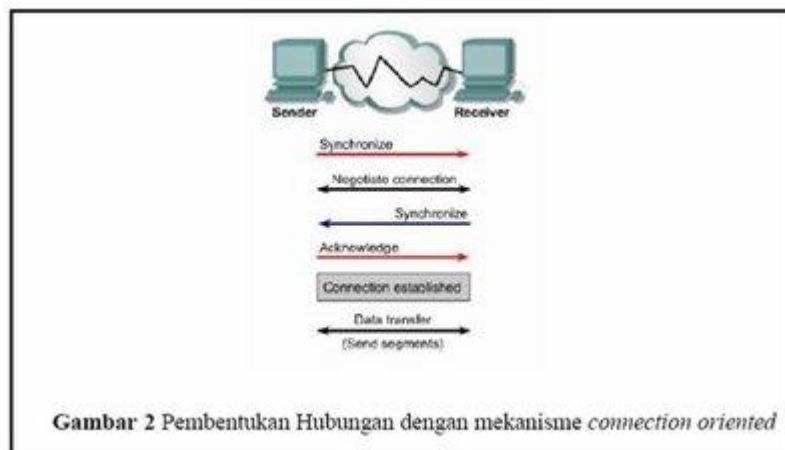 Sender Receiver
Synchronize
Negotiate connection
Synchronize
Acknowledge
Connection established
Data transfer
(Send segments)
Gambar 2 Pembentukan Hubungan dengan mekanisme connection oriented